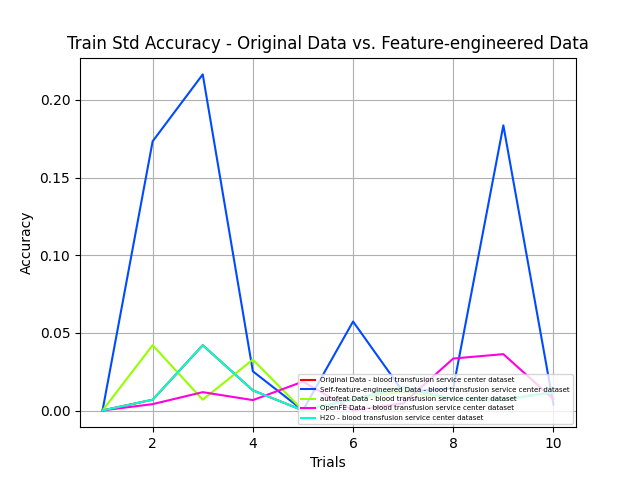 Train Std Accuracy - Original Data vs. Feature-engineered Data
Accuracy
0.20
0.15
0.10
0.05
0.00
Original Data - blood transfusion service center dataset
Self-feature-engineered Data - blood transfusion service center dataset
autofeat Data - blood transfusion service center dataset
OpenFE Data - blood transfusion service center dataset
H2O - blood transfusion service center dataset
2 4 6 8 10
Trials